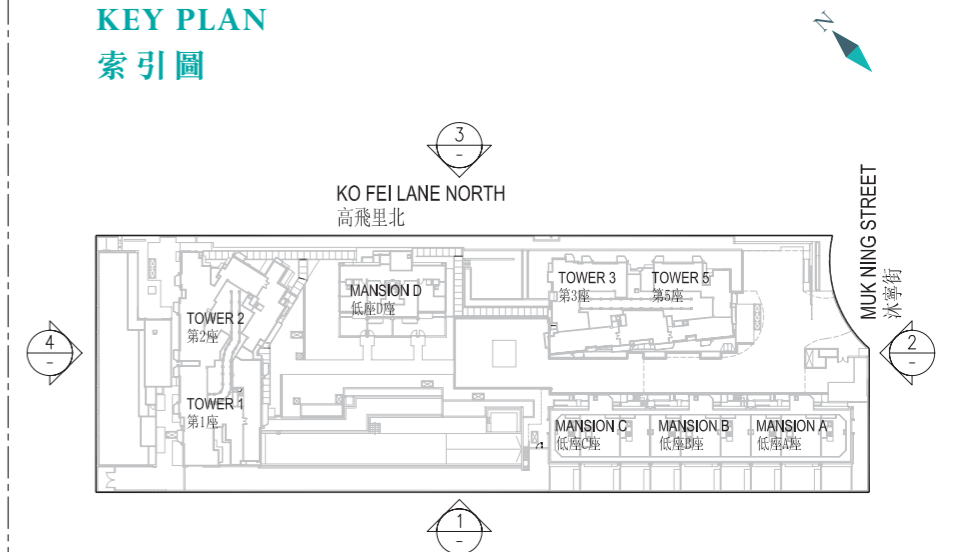 KEY PLAN
索引圖
N
3
-
KO FEI LANE NORTH
高飛里北
MUK NING STREET
沐寧街
TOWER 2
第2座
MANSION D
低座D座
TOWER 3
第3座
TOWER 5
第5座
4
-
2
-
TOWER 1
第1座
MANSION C
低座C座
MANSION B
低座B座
MANSION A
低座A座
1
-